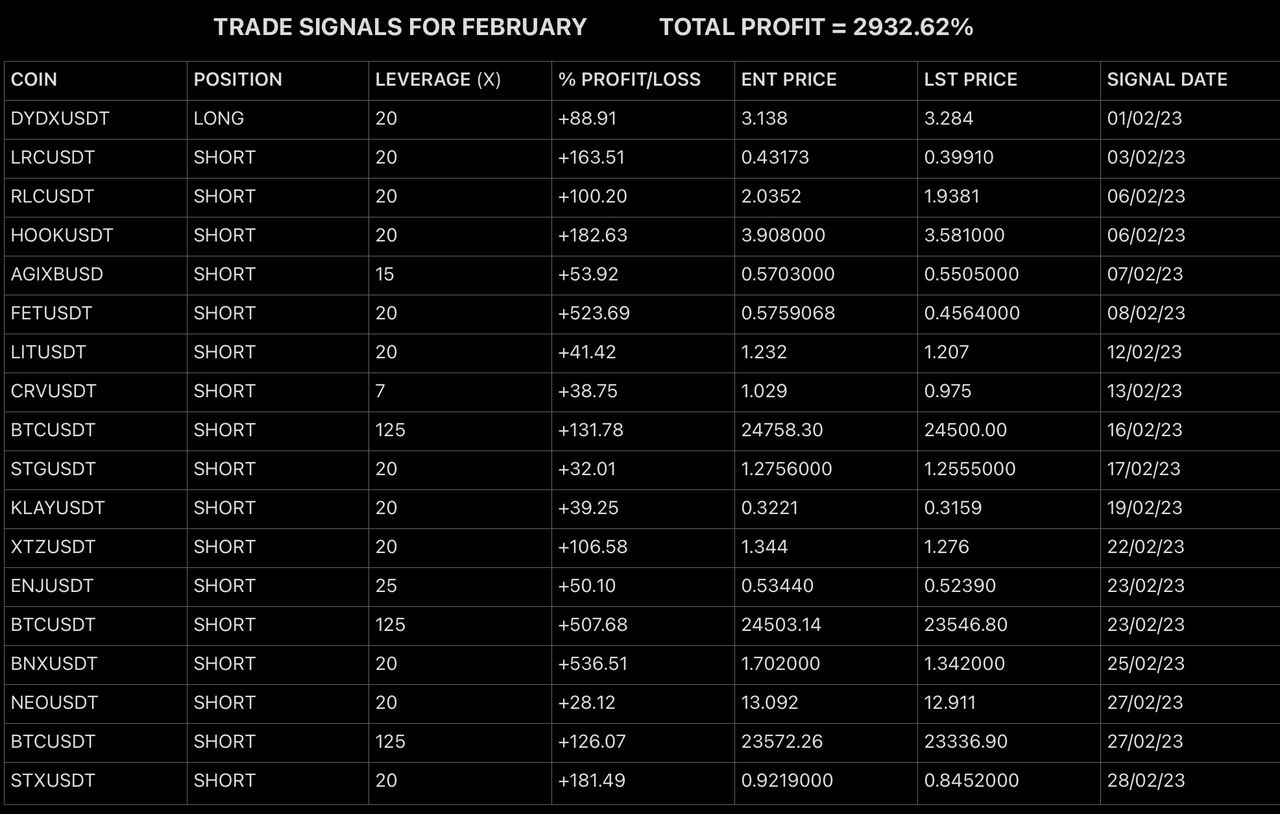 TRADE SIGNALS FOR FEBRUARY TOTAL PROFIT = 2932.62%
COIN POSITION LEVERAGE (X) % PROFIT/LOSS ENT PRICE LST PRICE SIGNAL DATE
DYDXUSDT LONG 20 +88.91 3.138 3.284 01/02/23
LRCUSDT SHORT 20 +163.51 0.43173 0.39910 03/02/23
RLCUSDT SHORT 20 +100.20 2.0352 1.9381 06/02/23
HOOKUSDT SHORT 20 +182.63 3.908000 3.581000 06/02/23
AGIXBUSD SHORT 15 +53.92 0.5703000 0.5505000 07/02/23
FETUSDT SHORT 20 +523.69 0.5759068 0.4564000 08/02/23
LITUSDT SHORT 20 +41.42 1.232 1.207 12/02/23
CRVUSDT SHORT 7 +38.75 1.029 0.975 13/02/23
BTCUSDT SHORT 125 +131.78 24758.30 24500.00 16/02/23
STGUSDT SHORT 20 +32.01 1.2756000 1.2555000 17/02/23
KLAYUSDT SHORT 20 +39.25 0.3221 0.3159 19/02/23
XTZUSDT SHORT 20 +106.58 1.344 1.276 22/02/23
ENJUSDT SHORT 25 +50.10 0.53440 0.52390 23/02/23
BTCUSDT SHORT 125 +507.68 24503.14 23546.80 23/02/23
BNXUSDT SHORT 20 +536.51 1.702000 1.342000 25/02/23
NEOUSDT SHORT 20 +28.12 13.092 12.911 27/02/23
BTCUSDT SHORT 125 +126.07 23572.26 23336.90 27/02/23
STXUSDT SHORT 20 +181.49 0.9219000 0.8452000 28/02/23